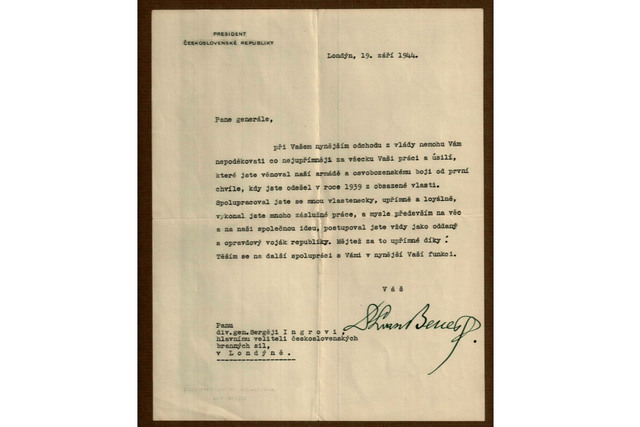 PRESIDENT
ČESKOSLOVENSKÉ REPUBLIKY
Londýn, 19. září 1944.
Pane generále,
při Vašem nynějším odchodu z vlády nemohu Vám
nepoděkovati co nejupřímněji za všecku Vaši práci a úsilí,
které jste věnoval naší armádě a osvobozenskému boji od první
chvíle, kdy jste odešel v roce 1939 z obsazené vlasti.
Spolupracoval jste se mnou vlastenecky, upřímně a loyálně,
vykonal jste mnoho záslužné práce, a mysle především na věc
a na naši společnou ideu, postupoval jste vždy jako oddaný
a opravdový voják republiky. Mějtež za to upřímné díky!
Těším se na další spolupráci s Vámi v nynější Vaší funkci.
Váš
Dr Edvard Beneš
Panu
div.gen.Sergěji Ingrovi,
hlavnímu veliteli československých
branných sil,
v Londýně.